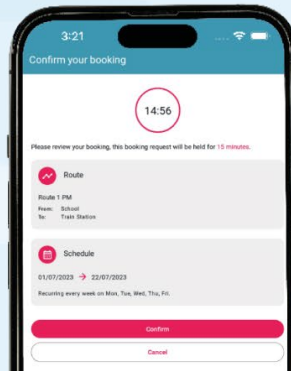 3:21
Confirm your booking
14:56
Please review your booking, this booking request will be held for 15 minutes.
Route
Route 1 PM
From: School
To: Train Station
Schedule
01/07/2023 → 22/07/2023
Recurring every week on Mon, Tue, Wed, Thu, Fri.
Confirm
Cancel